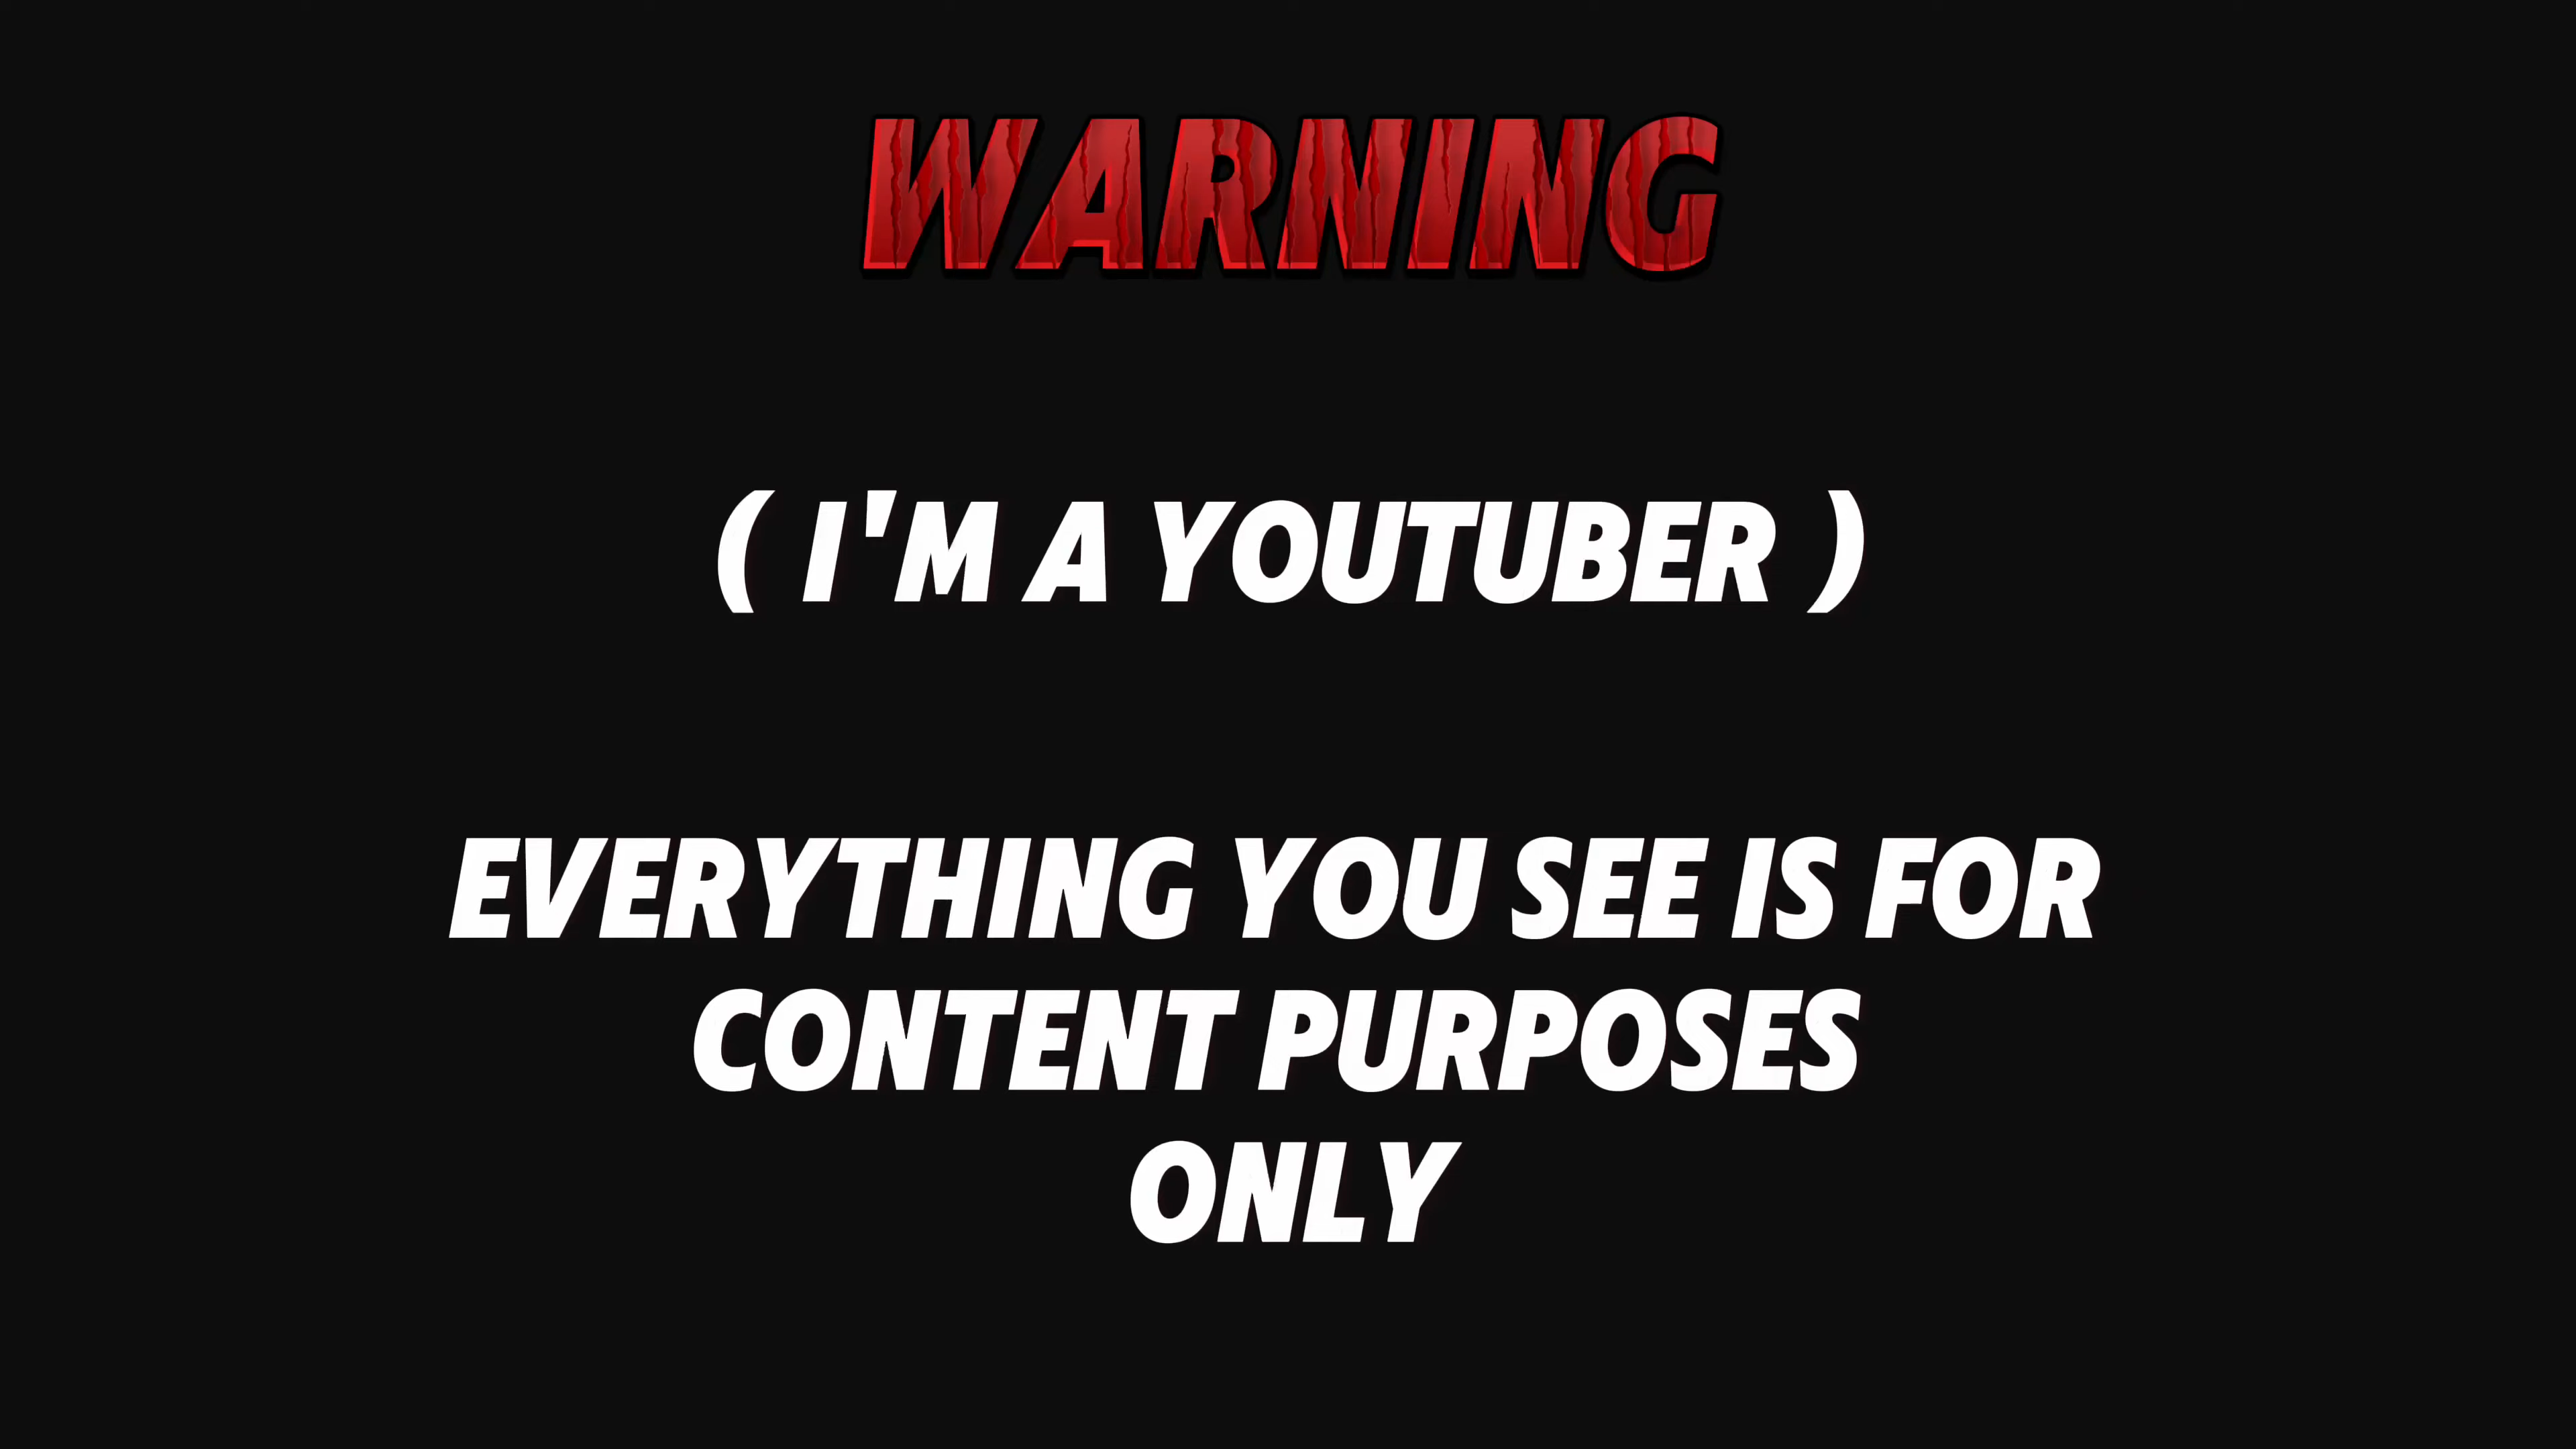 WARNING
( I'M A YOUTUBER )
EVERYTHING YOU SEE IS FOR
CONTENT PURPOSES
ONLY